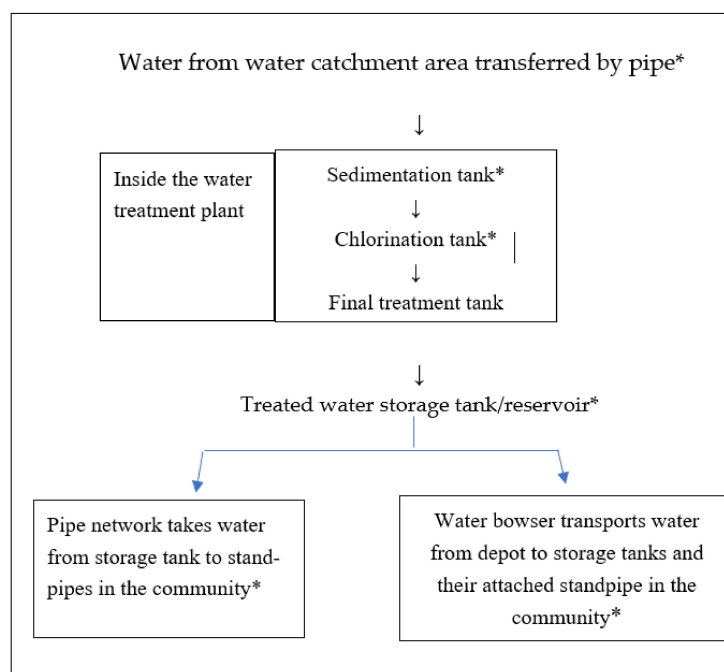 Water from water catchment area transferred by pipe*
↓
Inside the water
treatment plant
Sedimentation tank*
↓
Chlorination tank*
↓
Final treatment tank
↓
Treated water storage tank/reservoir*
Pipe network takes water
from storage tank to stand-
pipes in the community*
Water bowser transports water
from depot to storage tanks and
their attached standpipe in the
community*